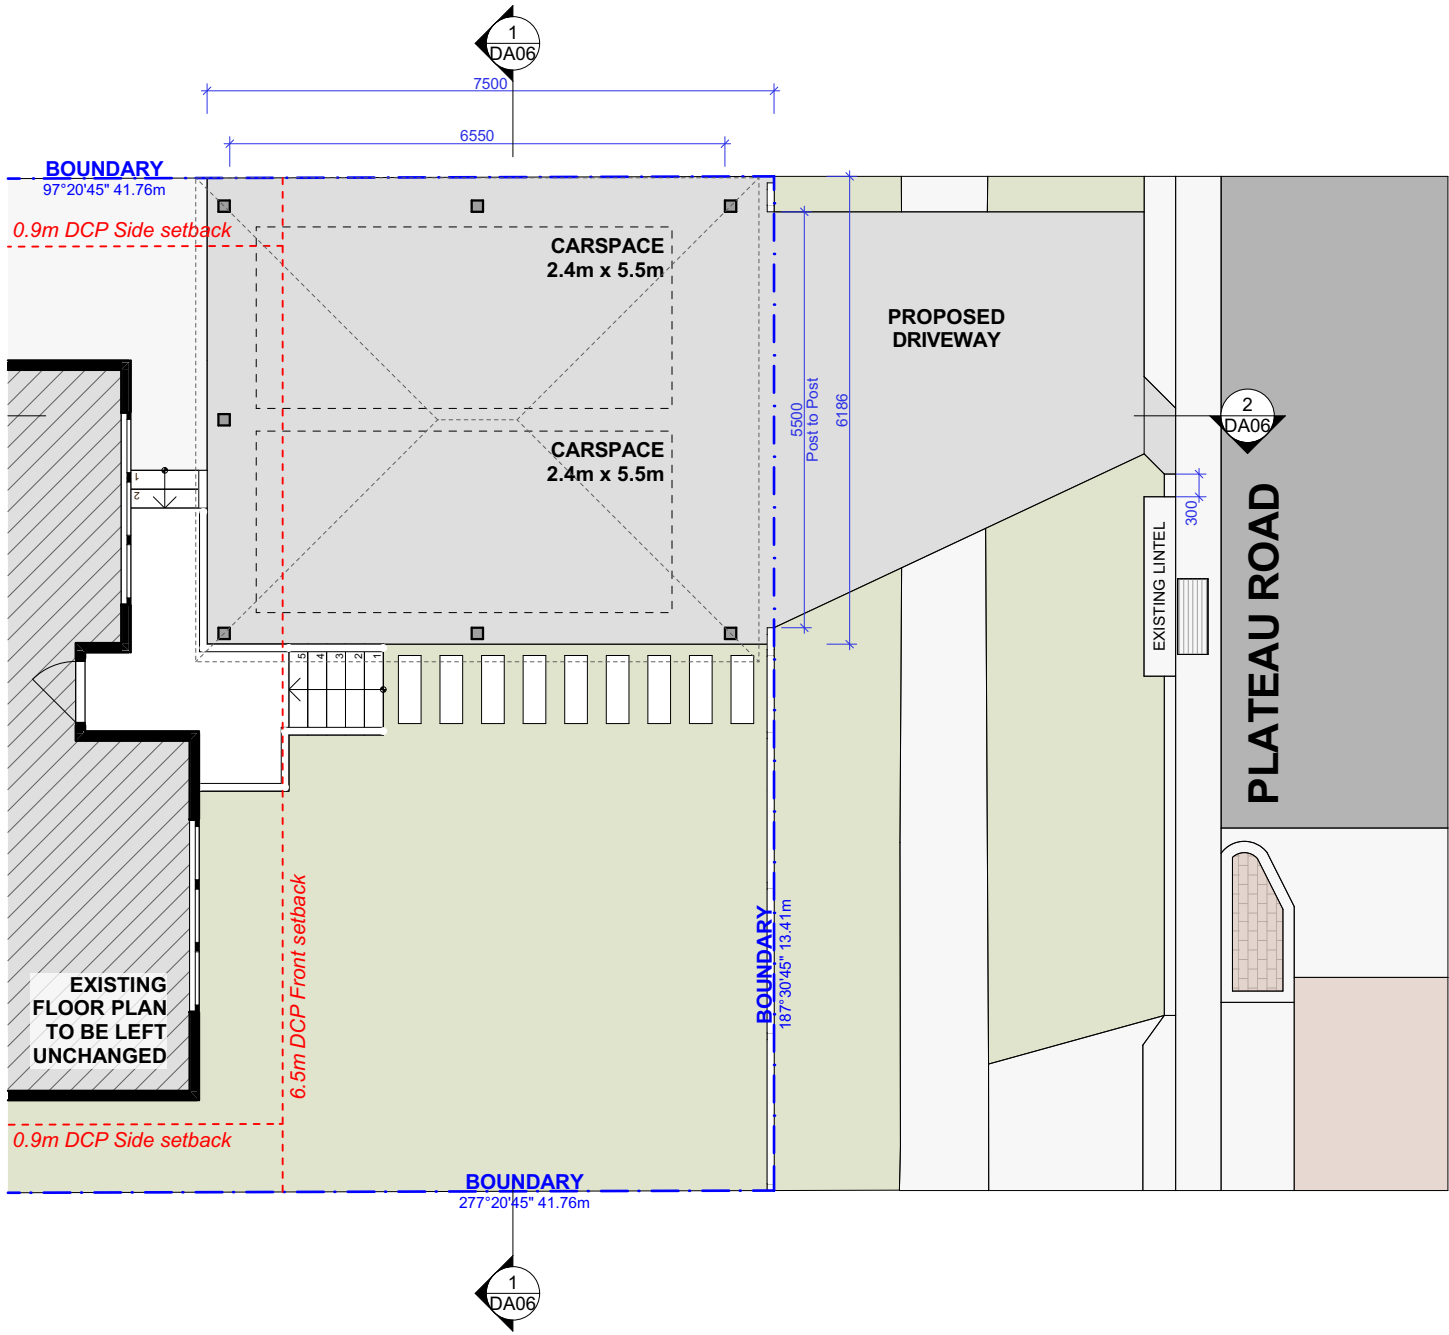 1
DA06
7500
6550
BOUNDARY
97°20'45" 41.76m
0.9m DCP Side setback
CARSPACE
2.4m x 5.5m
PROPOSED
DRIVEWAY
5500
Post to Post
6186
2
DA06
CARSPACE
2.4m x 5.5m
1
2
300
EXISTING LINTEL
PLATEAU ROAD
5 4 3 2 1
6.5m DCP Front setback
BOUNDARY
187°30'45" 13.41m
EXISTING
FLOOR PLAN
TO BE LEFT
UNCHANGED
0.9m DCP Side setback
BOUNDARY
277°20'45" 41.76m
1
DA06